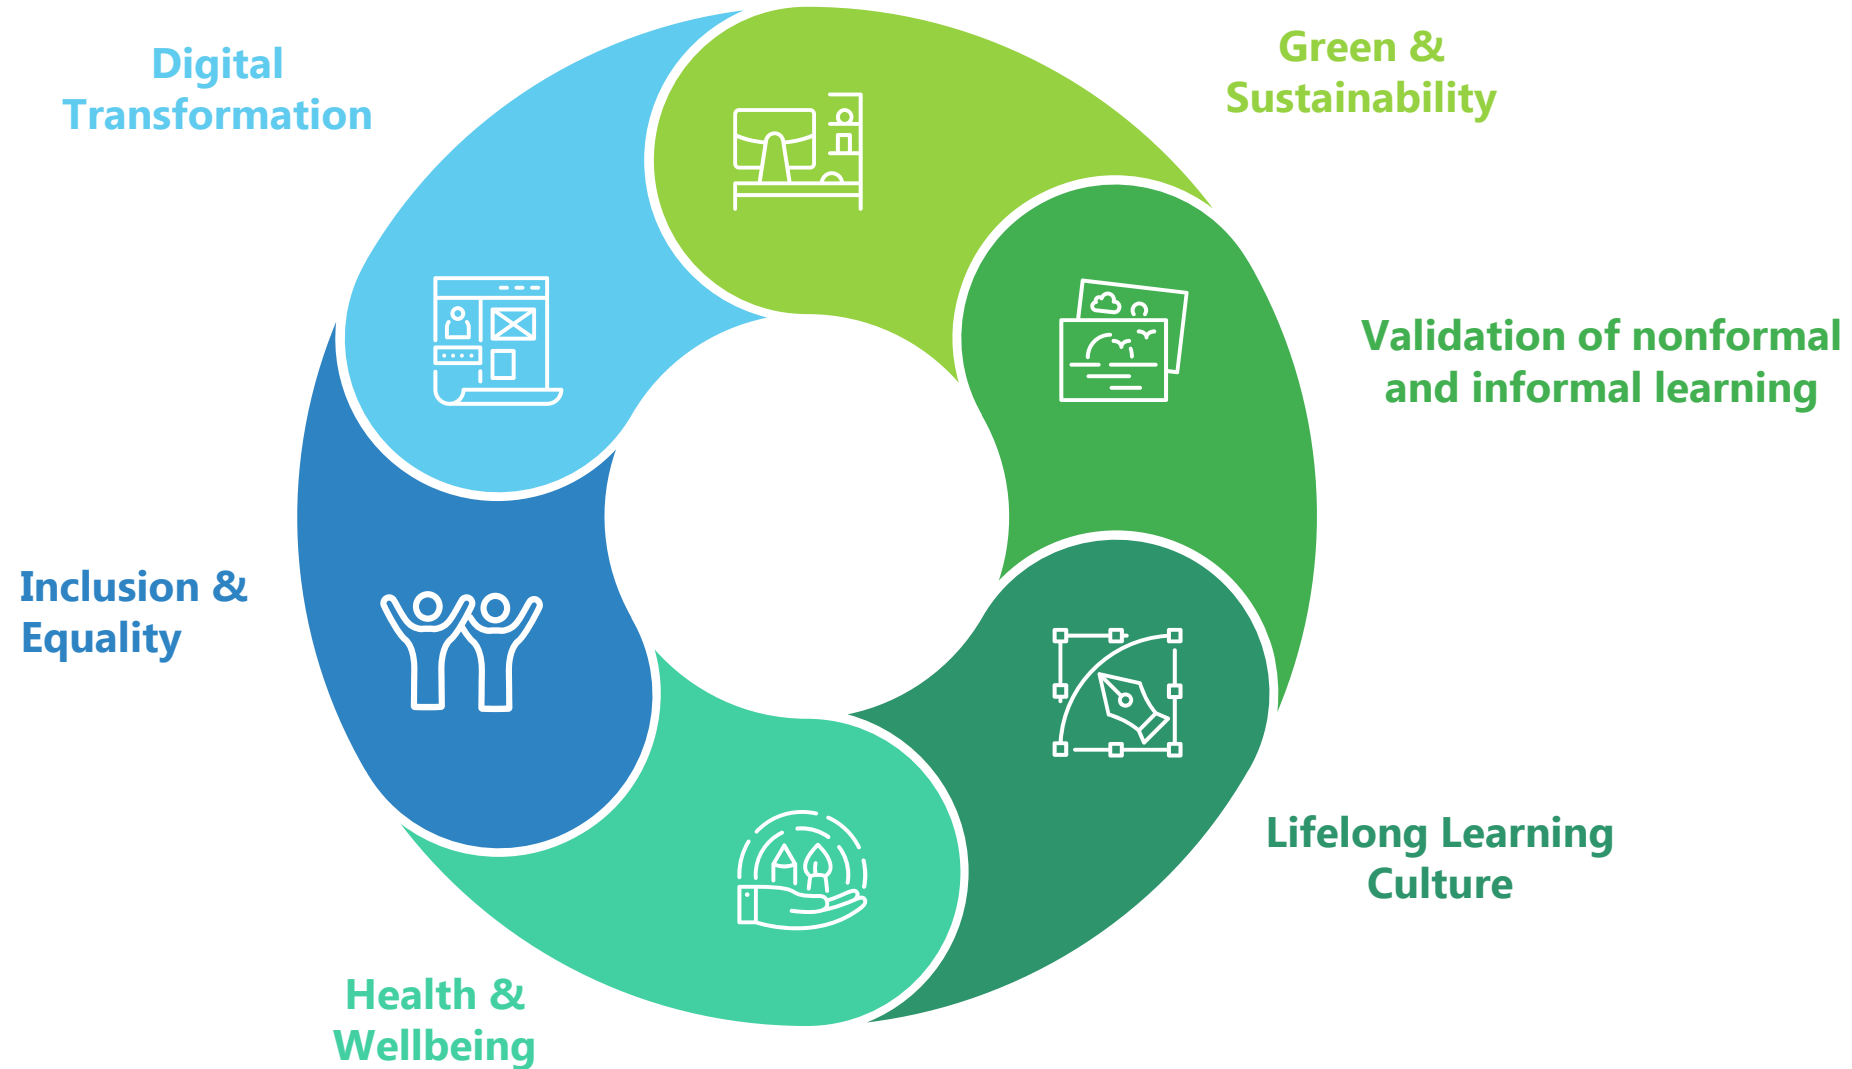 Digital
Transformation
Green &
Sustainability
Validation of nonformal
and informal learning
Inclusion &
Equality
Lifelong Learning
Culture
Health &
Wellbeing